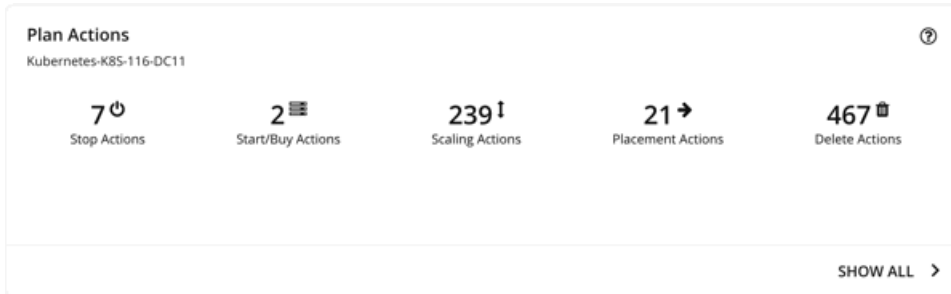 Plan Actions
Kubernetes-K8S-116-DC11
7 2 239 21 467
Stop Actions Start/Buy Actions Scaling Actions Placement Actions Delete Actions
SHOW ALL